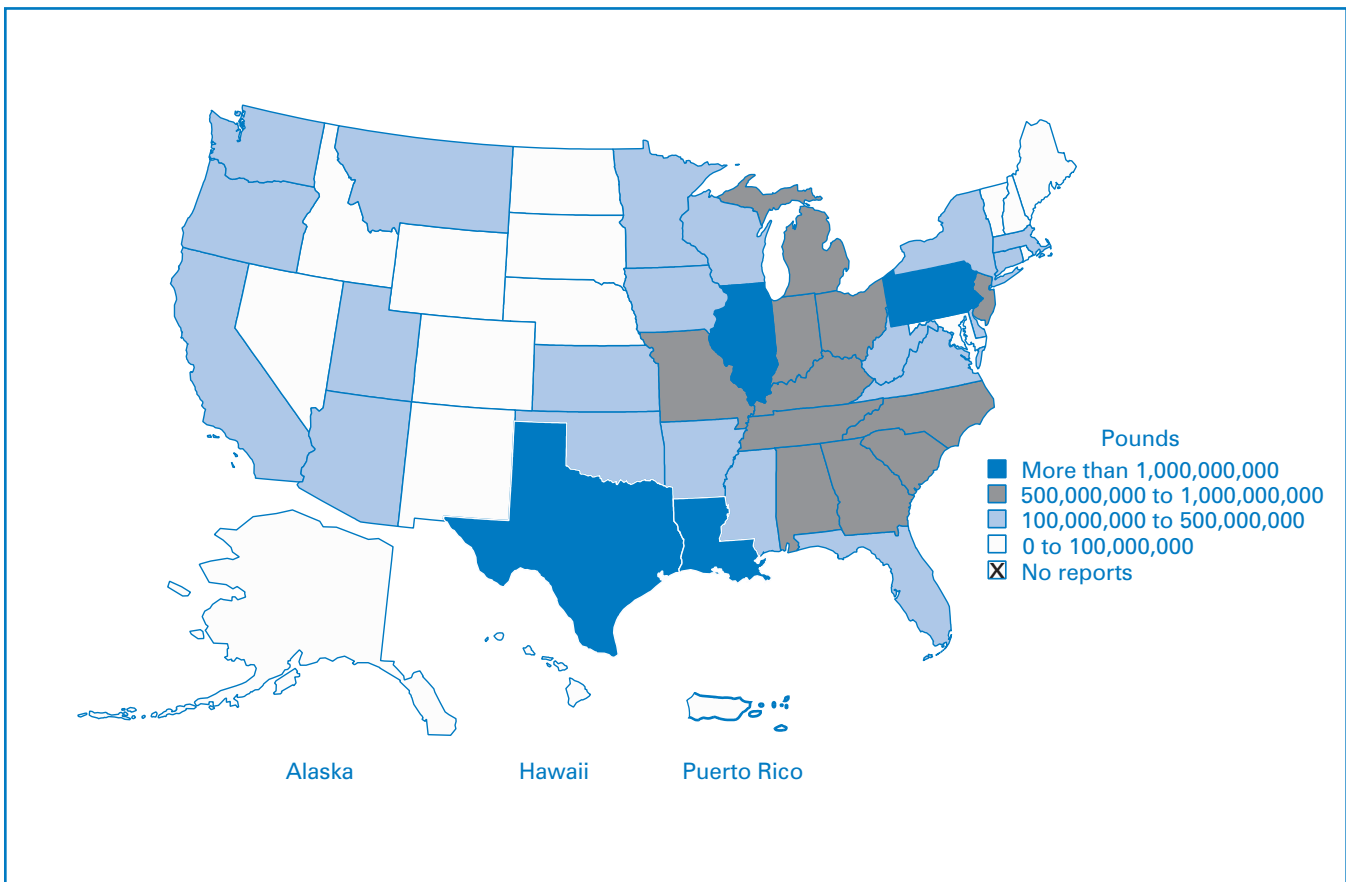 Pounds
More than 1,000,000,000
500,000,000 to 1,000,000,000
100,000,000 to 500,000,000
0 to 100,000,000
X No reports
Alaska Hawaii Puerto Rico